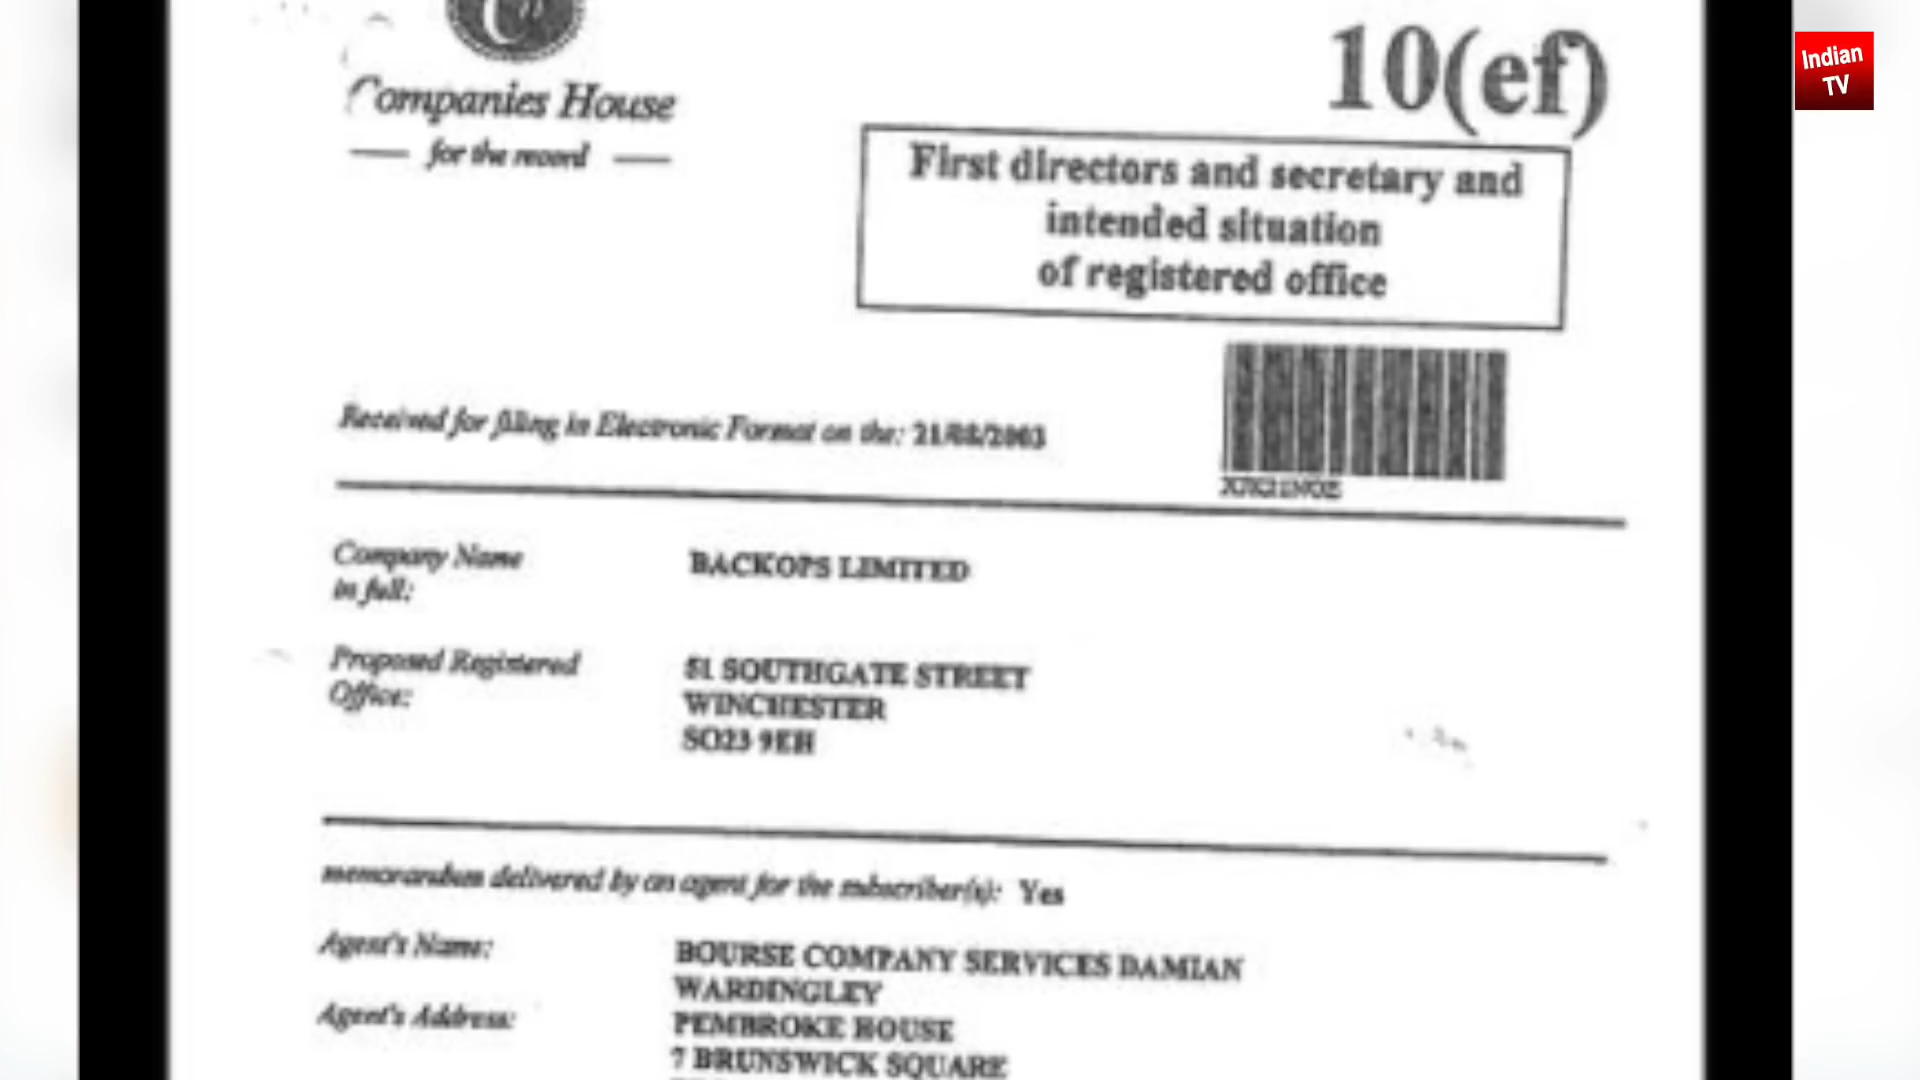 Companies House
for the record
10(ef)
First directors and secretary and
intended situation
of registered office
Indian
TV
Received for filing in Electronic Format on the: 21/08/2003
Company Name
in full:
BACKOPS LIMITED
Proposed Registered
Office:
51 SOUTHGATE STREET
WINCHESTER
SO23 9EH
memorandum delivered by an agent for the subscriber(s): Yes
Agent's Name:
BOURSE COMPANY SERVICES DAMIAN
WARDINGLEY
Agent's Address:
PEMBROKE HOUSE
7 BRUNSWICK SQUARE